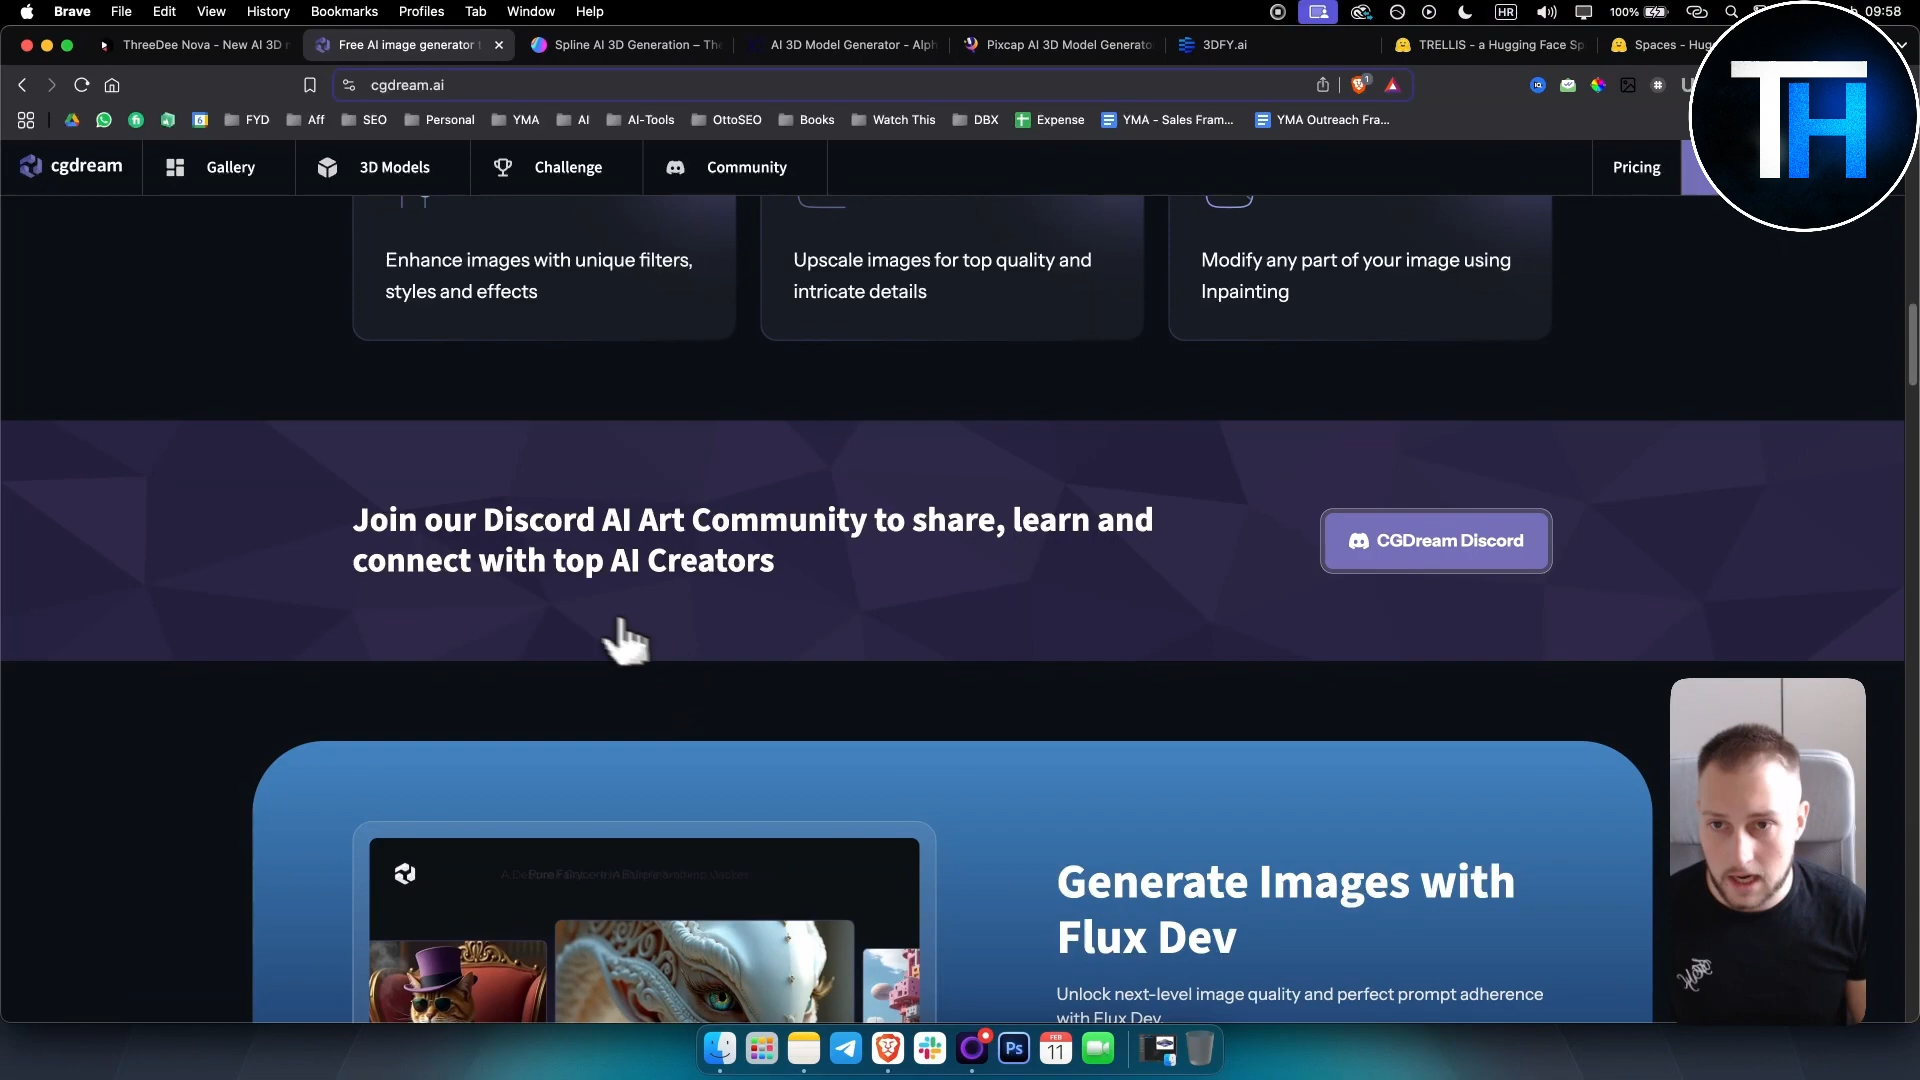 Brave File Edit View History Bookmarks Profiles Tab Window Help HR 100% 09:58
ThreeDee Nova - New AI 3D Free AI image generator Spline AI 3D Generation – The AI 3D Model Generator - Alph Pixcap AI 3D Model Generato 3DFY.ai TRELLIS - a Hugging Face Sp Spaces - Hug
cgdream.ai
FYD Aff SEO Personal YMA AI AI-Tools OttoSEO Books Watch This DBX Expense YMA - Sales Fram... YMA Outreach Fra...
TH
cgdream Gallery 3D Models Challenge Community Pricing
Enhance images with unique filters,
styles and effects
Upscale images for top quality and
intricate details
Modify any part of your image using
Inpainting
Join our Discord AI Art Community to share, learn and
connect with top AI Creators
CGDream Discord
Generate Images with
Flux Dev
Unlock next-level image quality and perfect prompt adherence
with Flux Dev.
Ps
FEB
11